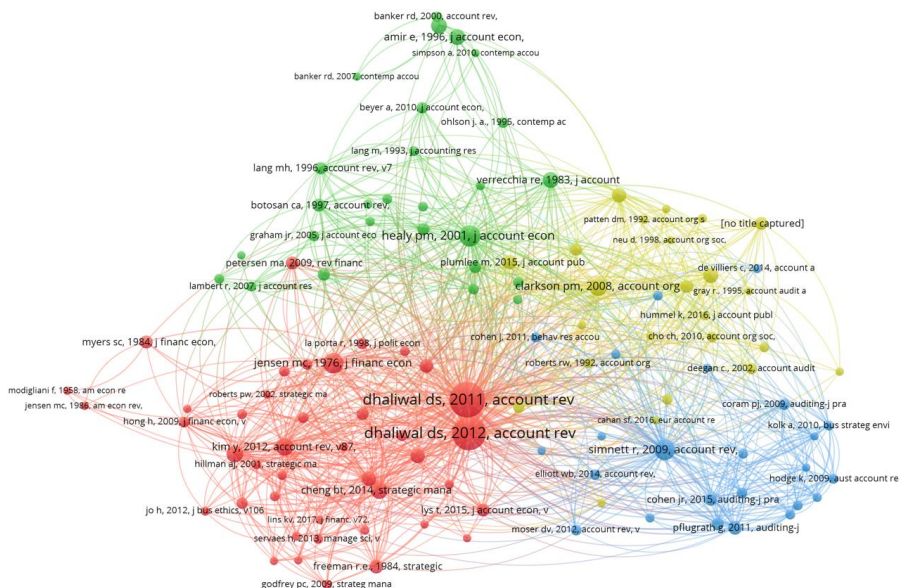 banker rd, 2000, account rev,
amir e, 1996, j account econ,
simpson a, 2010, contemp accou
banker rd, 2007, contemp accou
beyer a, 2010, j account econ,
ohlson j. a., 1995, contemp ac
lang m, 1993, j accounting res
lang mh, 1996, account rev, v7
verrecchia re, 1983, j account
botosan ca, 1997, account rev,
patten dm, 1992. account org s
[no title captured]
graham jr, 2005, j account eco
healy pm, 2001, j account econ
neu d, 1998, account org soc,
petersen ma, 2009, rev financ
plumlee m, 2015, j account pub
de villiers c, 2014, account a
lambert r, 2007, j account res
clarkson pm, 2008, account org
gray r., 1995, account audit a
hummel k, 2016, j account publ
myers sc, 1984, j financ econ,
la porta r, 1998, j polit econ
cohen j, 2011, behav res accou
cho ch, 2010, account org soc,
jensen mc, 1976, j financ econ
roberts rw, 1992, account org
deegan c., 2002, account audit
modigliani f, 1958, am econ re
roberts pw, 2002. strategic ma
jensen mc, 1986, am econ rev,
dhaliwal ds, 2011, account rev
hong h, 2009, j financ econ, v
cahan sf, 2016, eur account re
coram pj, 2009, auditing-j pra
kolk a, 2010, bus strateg envi
dhaliwal ds, 2012, account rev
kim y, 2012, account rev, v87,
simnett r, 2009, account rev,
hillman aj, 2001, strategic ma
elliott wb, 2014, account rev,
hodge k, 2009, aust account re
cheng bt, 2014, strategic mana
cohen jr, 2015, auditing-j pra
jo h, 2012, j bus ethics, v106
lys t, 2015, j account econ, v
lins kv, 2017, j financ, v72,
moser dv, 2012, account rev, v
pflugrath g, 2011, auditing-j
servaes h, 2013, manage sci, v
freeman r.e., 1984, strategic
godfrey pc, 2009, strateg mana